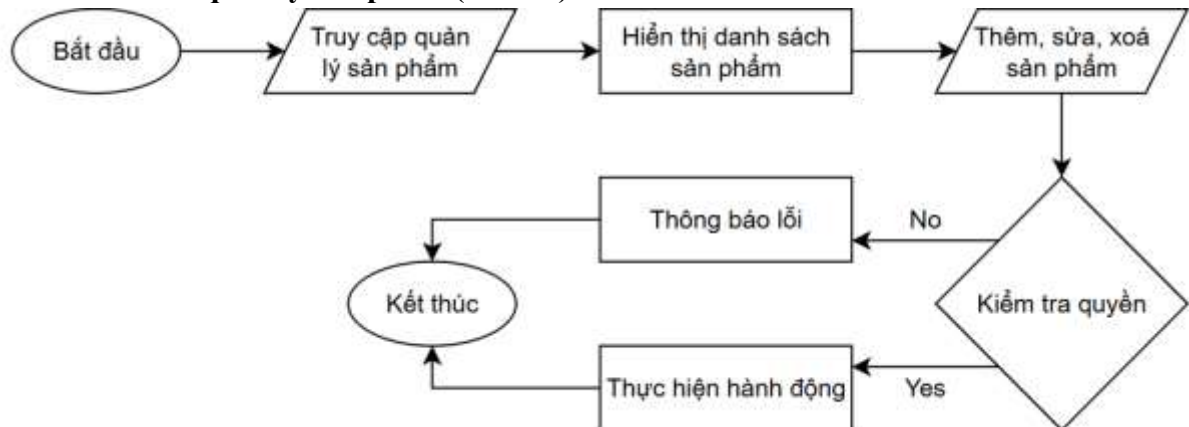 Bắt đầu
Truy cập quản
lý sản phẩm
Hiển thị danh sách
sản phẩm
Thêm, sửa, xoá
sản phẩm
Thông báo lỗi
No
Kết thúc
Kiểm tra quyền
Thực hiện hành động
Yes